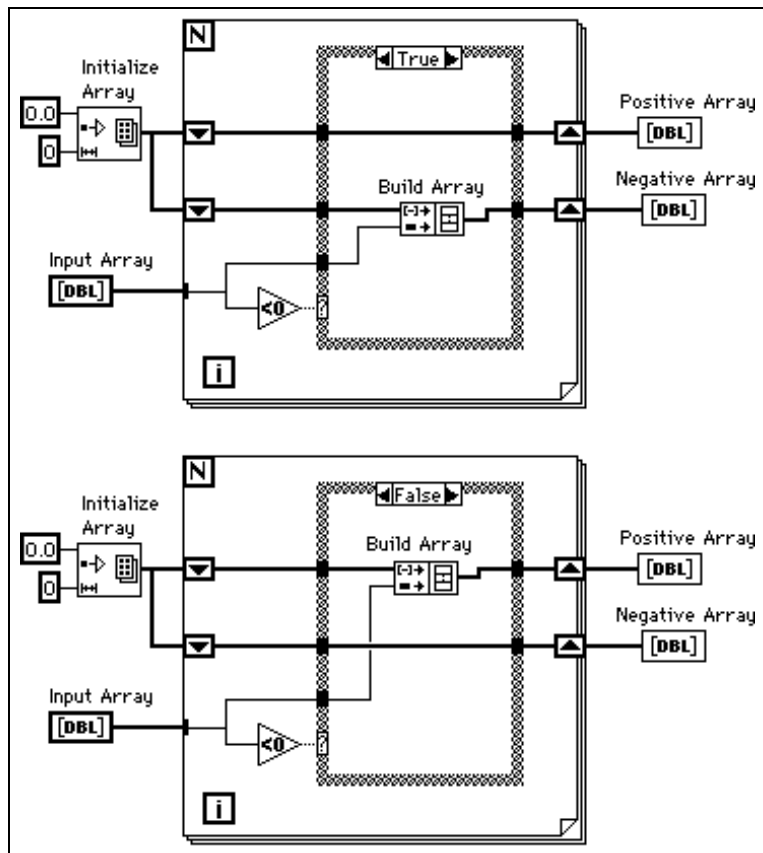 N
True
Initialize
Array
0.0
0
Positive Array
[DBL]
Build Array
Negative Array
[DBL]
Input Array
[DBL]
<0
?
i
N
False
Initialize
Array
0.0
0
Build Array
Positive Array
[DBL]
Negative Array
[DBL]
Input Array
[DBL]
<0
?
i